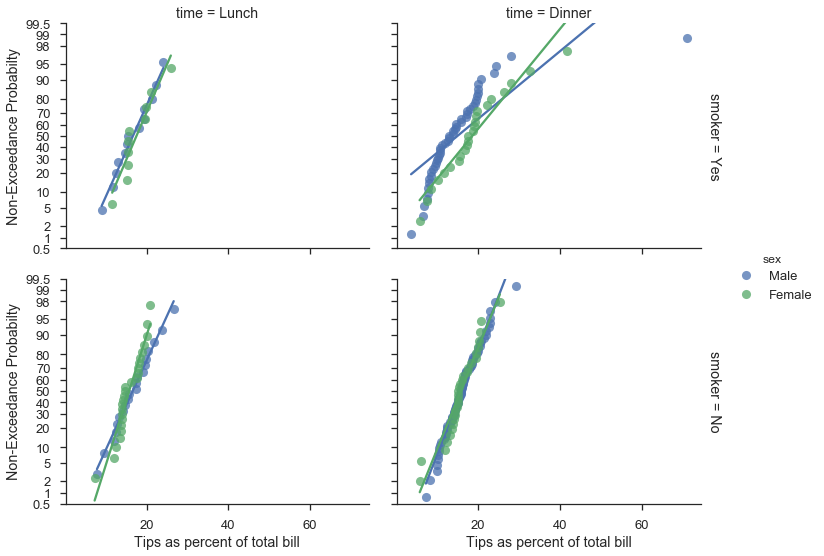 time = Lunch
time = Dinner
99.5
99
98
95
90
80
70
60
50
40
30
20
10
5
2
1
0.5
Non-Exceedance Probabilty
smoker = Yes
99.5
99
98
95
90
80
70
60
50
40
30
20
10
5
2
1
0.5
Non-Exceedance Probabilty
smoker = No
sex
Male
Female
20 40 60
20 40 60
Tips as percent of total bill
Tips as percent of total bill